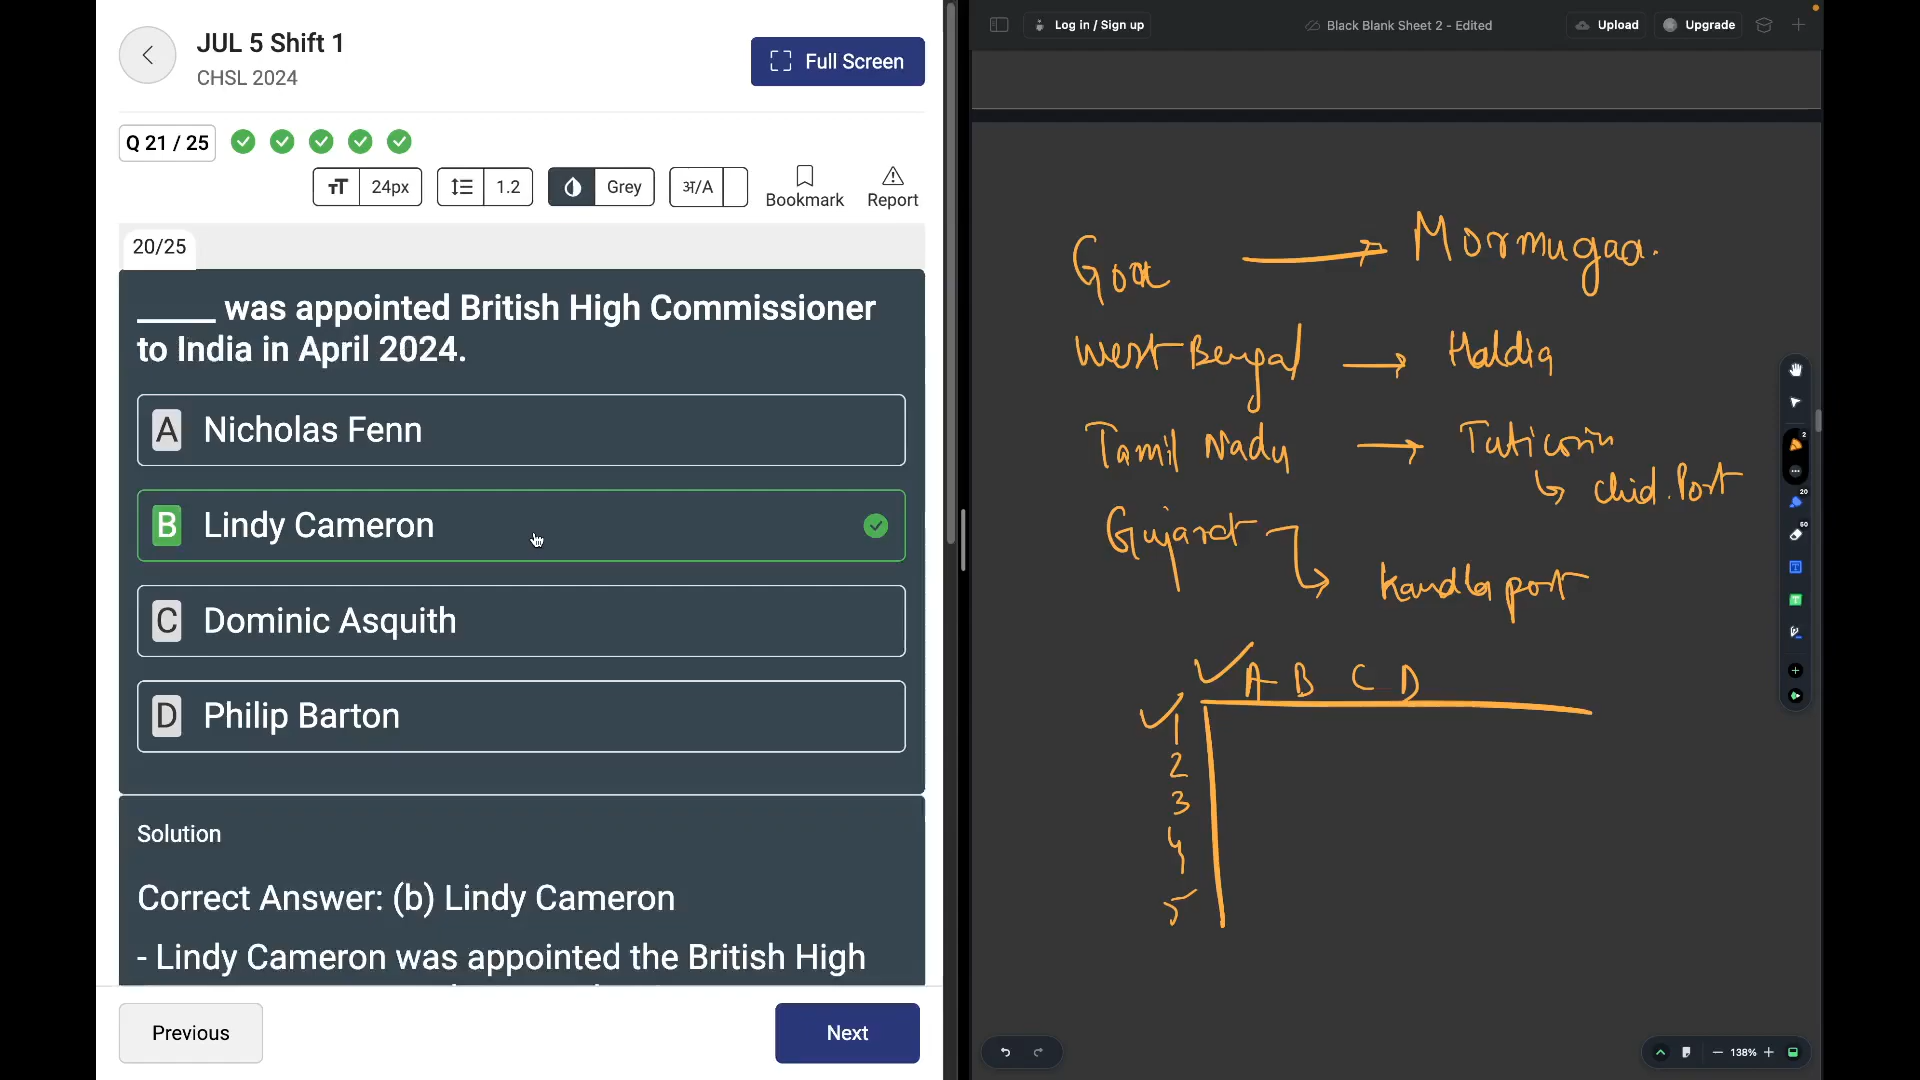 JUL 5 Shift 1
CHSL 2024
Full Screen
Q 21 / 25
24px
1.2
Grey
अ/A
Bookmark
Report
20/25
_____ was appointed British High Commissioner
to India in April 2024.
A Nicholas Fenn
B Lindy Cameron
C Dominic Asquith
D Philip Barton
Solution
Correct Answer: (b) Lindy Cameron
- Lindy Cameron was appointed the British High
Previous
Next
Log in / Sign up
Black Blank Sheet 2 - Edited
Upload
Upgrade
Goa → Mormugaa.
West Bengal → Haldia
Tamil Nadu → Tuticorin
↳ Chid. Port
Gujarat
↳ Kandla port
✓ A B C D
✓ 1
2
3
4
5
2
20
50
138%